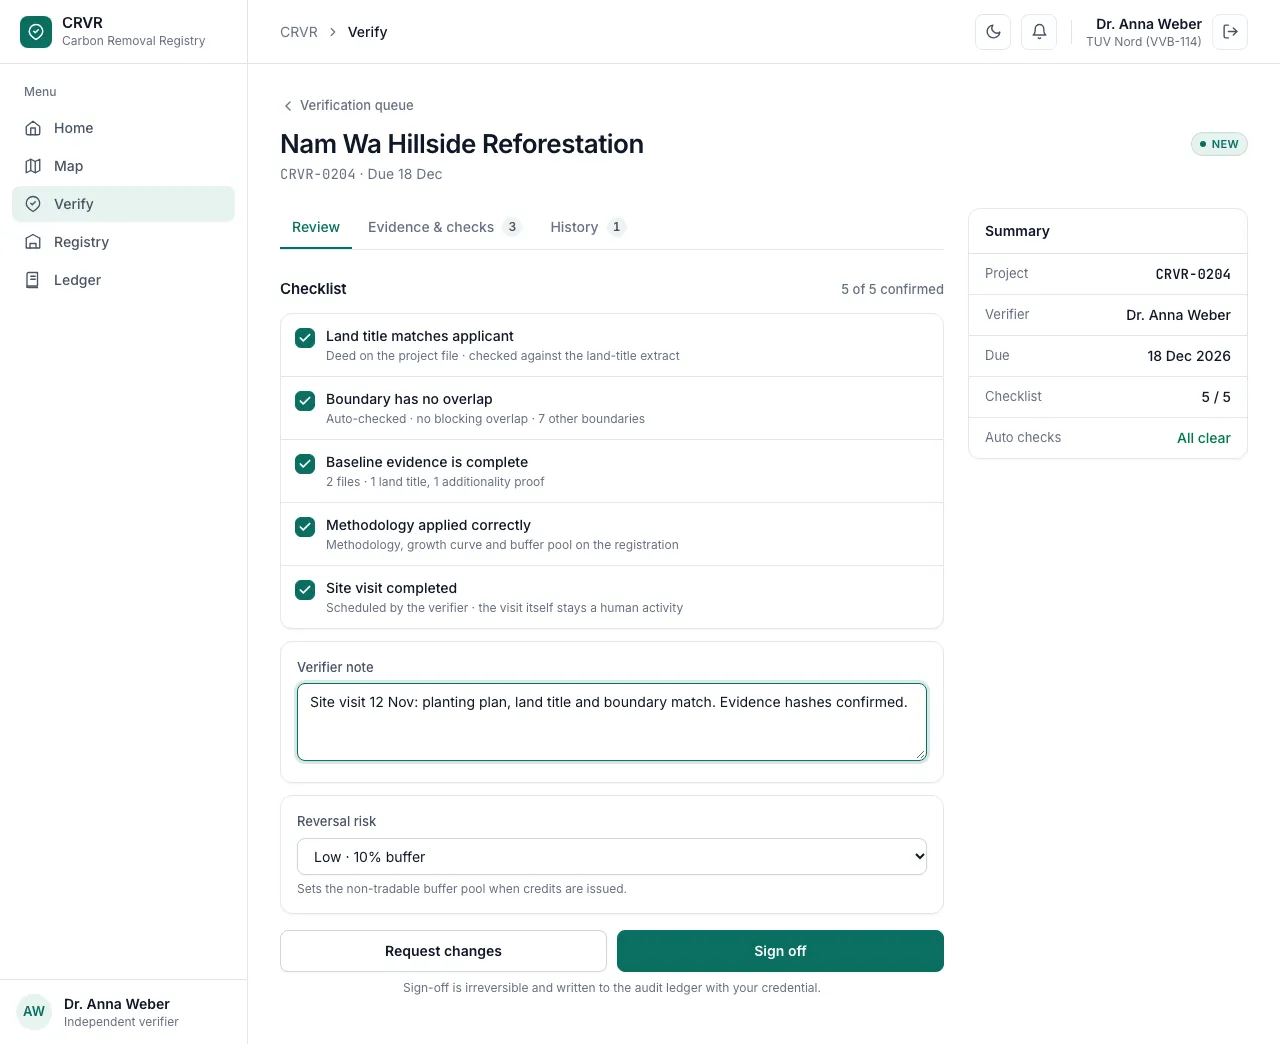 CRVR
Carbon Removal Registry
CRVR > Verify
Dr. Anna Weber
TUV Nord (VVB-114)
Menu
Home
Map
Verify
Registry
Ledger
Verification queue
Nam Wa Hillside Reforestation
NEW
CRVR-0204 · Due 18 Dec
Review
Evidence & checks 3
History 1
Checklist
5 of 5 confirmed
Land title matches applicant
Deed on the project file · checked against the land-title extract
Boundary has no overlap
Auto-checked · no blocking overlap · 7 other boundaries
Baseline evidence is complete
2 files · 1 land title, 1 additionality proof
Methodology applied correctly
Methodology, growth curve and buffer pool on the registration
Site visit completed
Scheduled by the verifier · the visit itself stays a human activity
Verifier note
Site visit 12 Nov: planting plan, land title and boundary match. Evidence hashes confirmed.
Reversal risk
Low · 10% buffer
Sets the non-tradable buffer pool when credits are issued.
Request changes
Sign off
Sign-off is irreversible and written to the audit ledger with your credential.
Summary
Project CRVR-0204
Verifier Dr. Anna Weber
Due 18 Dec 2026
Checklist 5 / 5
Auto checks All clear
AW
Dr. Anna Weber
Independent verifier